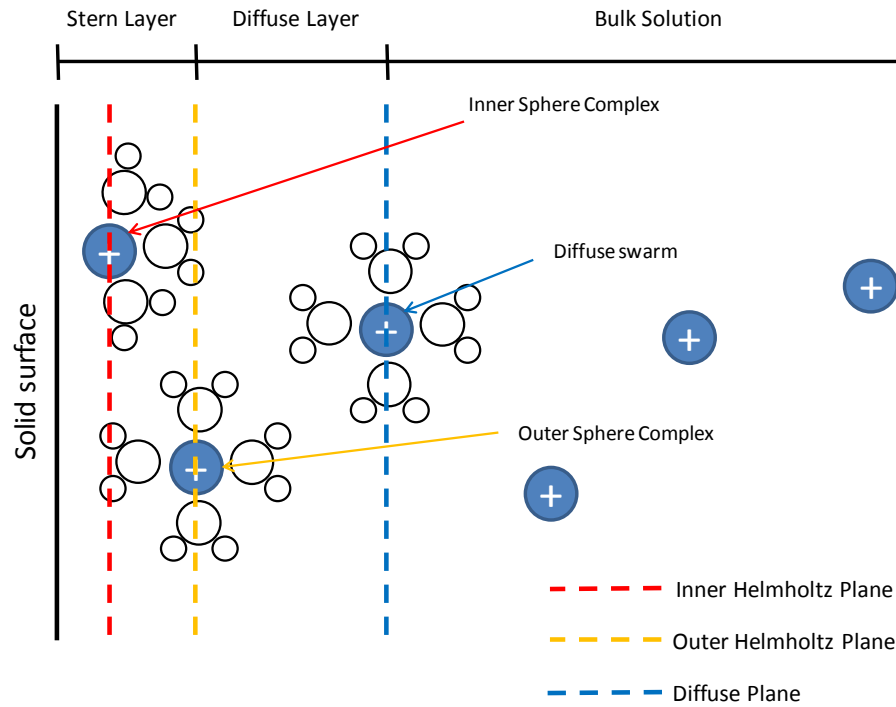 Stern Layer
Diffuse Layer
Bulk Solution
Inner Sphere Complex
Diffuse swarm
Solid surface
Outer Sphere Complex
+
+
+
+
+
+
Inner Helmholtz Plane
Outer Helmholtz Plane
Diffuse Plane